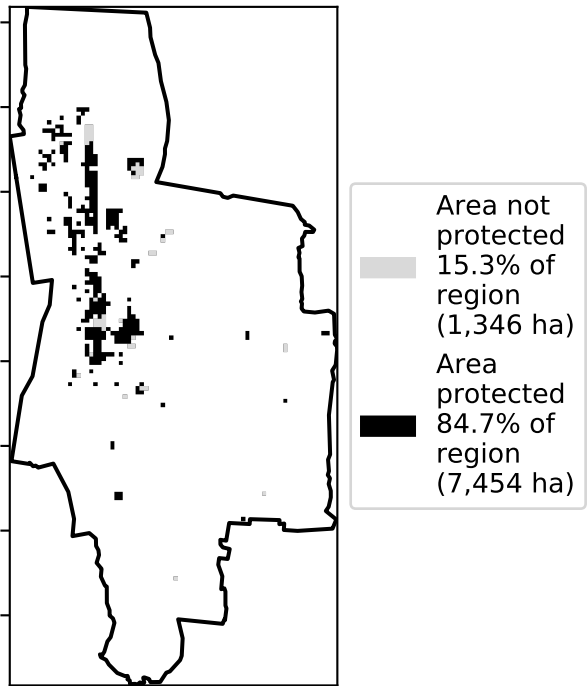 Area not
protected
15.3% of
region
(1,346 ha)
Area
protected
84.7% of
region
(7,454 ha)